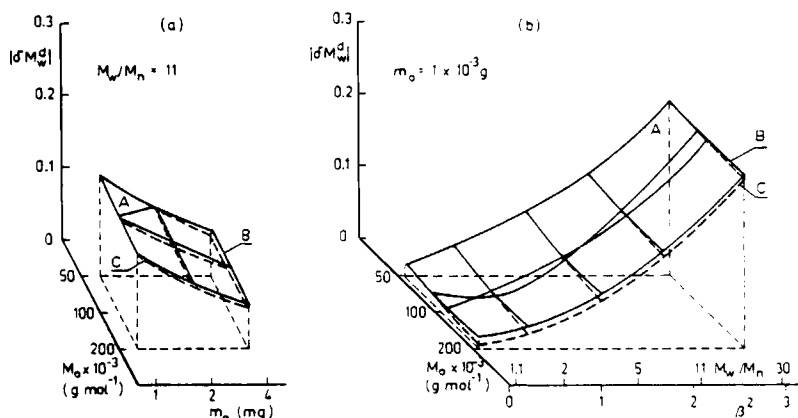 (a)
0.3
|δM_w^d|
M_w/M_n = 11
0.2
0.1
A
B
0
C
50
100
200
M_o x 10^-3
(g mol^-1)
2
4
m_o (mg)
(b)
0.3
|δM_w^d|
m_o = 1 x 10^-3 g
0.2
A
B
0.1
C
0
50
100
200
M_o x 10^-3
(g mol^-1)
1.1
2
5
11
M_w/M_n
30
0
1
2
β^2
3